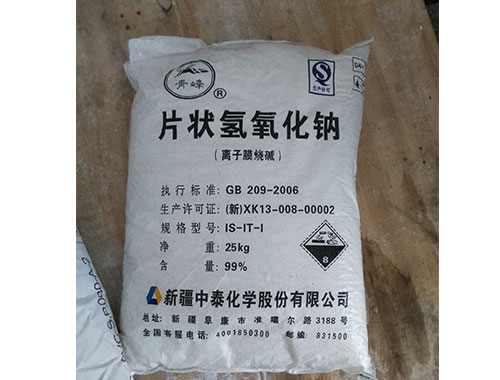 青峰 ®
生产许可
片状氢氧化钠
(离子膜烧碱)
执行标准: GB 209-2006
生产许可证: (新)XK13-008-00002
规格型号: IS-IT-I
净 重: 25kg
含 量: 99%
8
新疆中泰化学股份有限公司
地址: 新疆阜康市准噶尔路3188号
全国客服电话: 4001850300 邮编: 831500